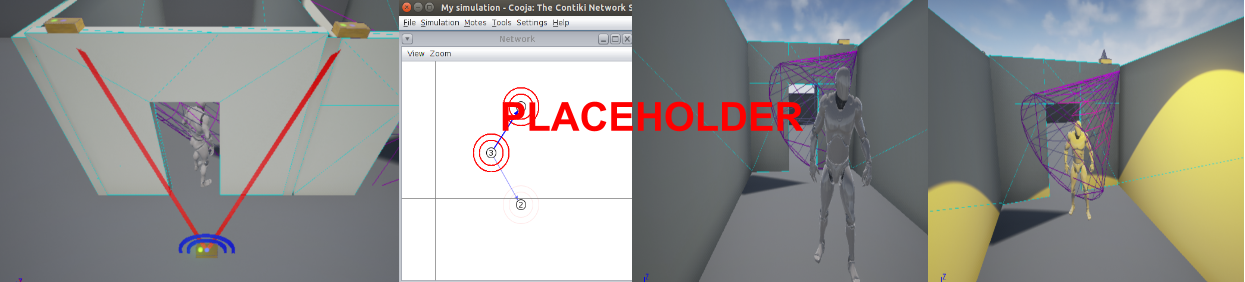 My simulation - Cooja: The Contiki Network S
File Simulation Motes Tools Settings Help
Network
View Zoom
PLACEHOLDER
3
2
Z